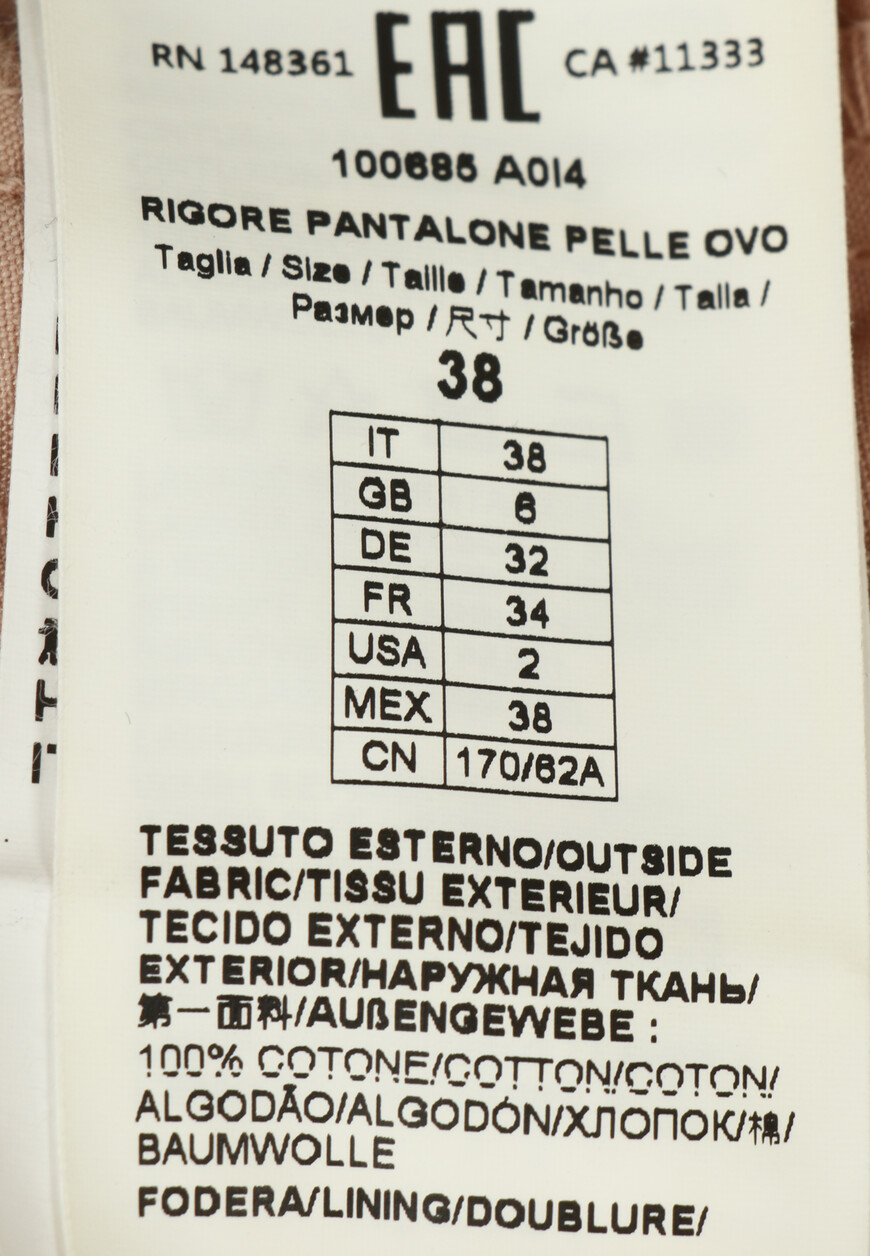 RN 148361 EAC CA #11333
100685 A014
RIGORE PANTALONE PELLE OVO
Taglia / Size / Taille / Tamanho / Talla /
Размер / 尺寸 / Größe
38
IT 38
GB 6
DE 32
FR 34
USA 2
MEX 38
CN 170/62A
TESSUTO ESTERNO/OUTSIDE
FABRIC/TISSU EXTERIEUR/
TECIDO EXTERNO/TEJIDO
EXTERIOR/НАРУЖНАЯ ТКАНЬ/
第一面料/AUßENGEWEBE :
100% COTONE/COTTON/COTON/
ALGODÃO/ALGODÓN/ХЛОПОК/棉/
BAUMWOLLE
FODERA/LINING/DOUBLURE/